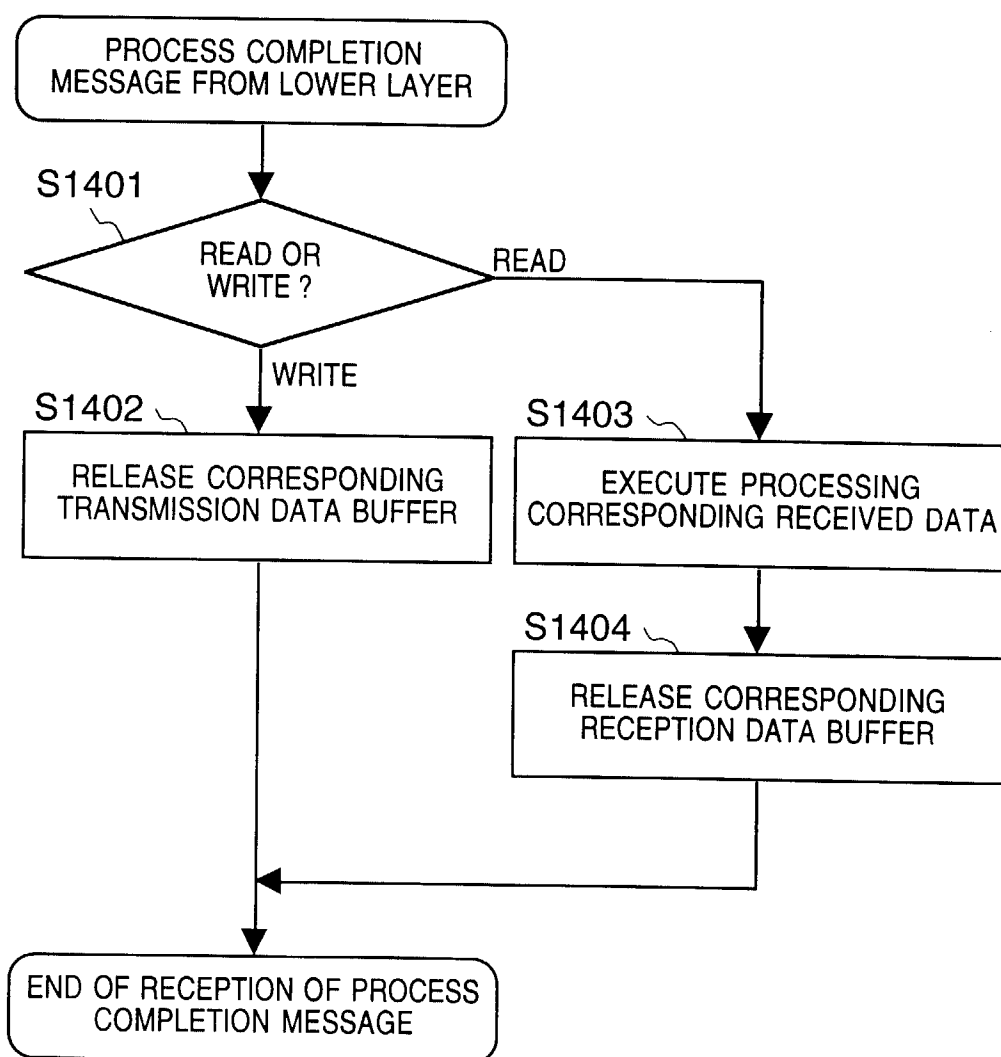 PROCESS COMPLETION
MESSAGE FROM LOWER LAYER
S1401
READ OR
WRITE ?
READ
WRITE
S1402
RELEASE CORRESPONDING
TRANSMISSION DATA BUFFER
S1403
EXECUTE PROCESSING
CORRESPONDING RECEIVED DATA
S1404
RELEASE CORRESPONDING
RECEPTION DATA BUFFER
END OF RECEPTION OF PROCESS
COMPLETION MESSAGE